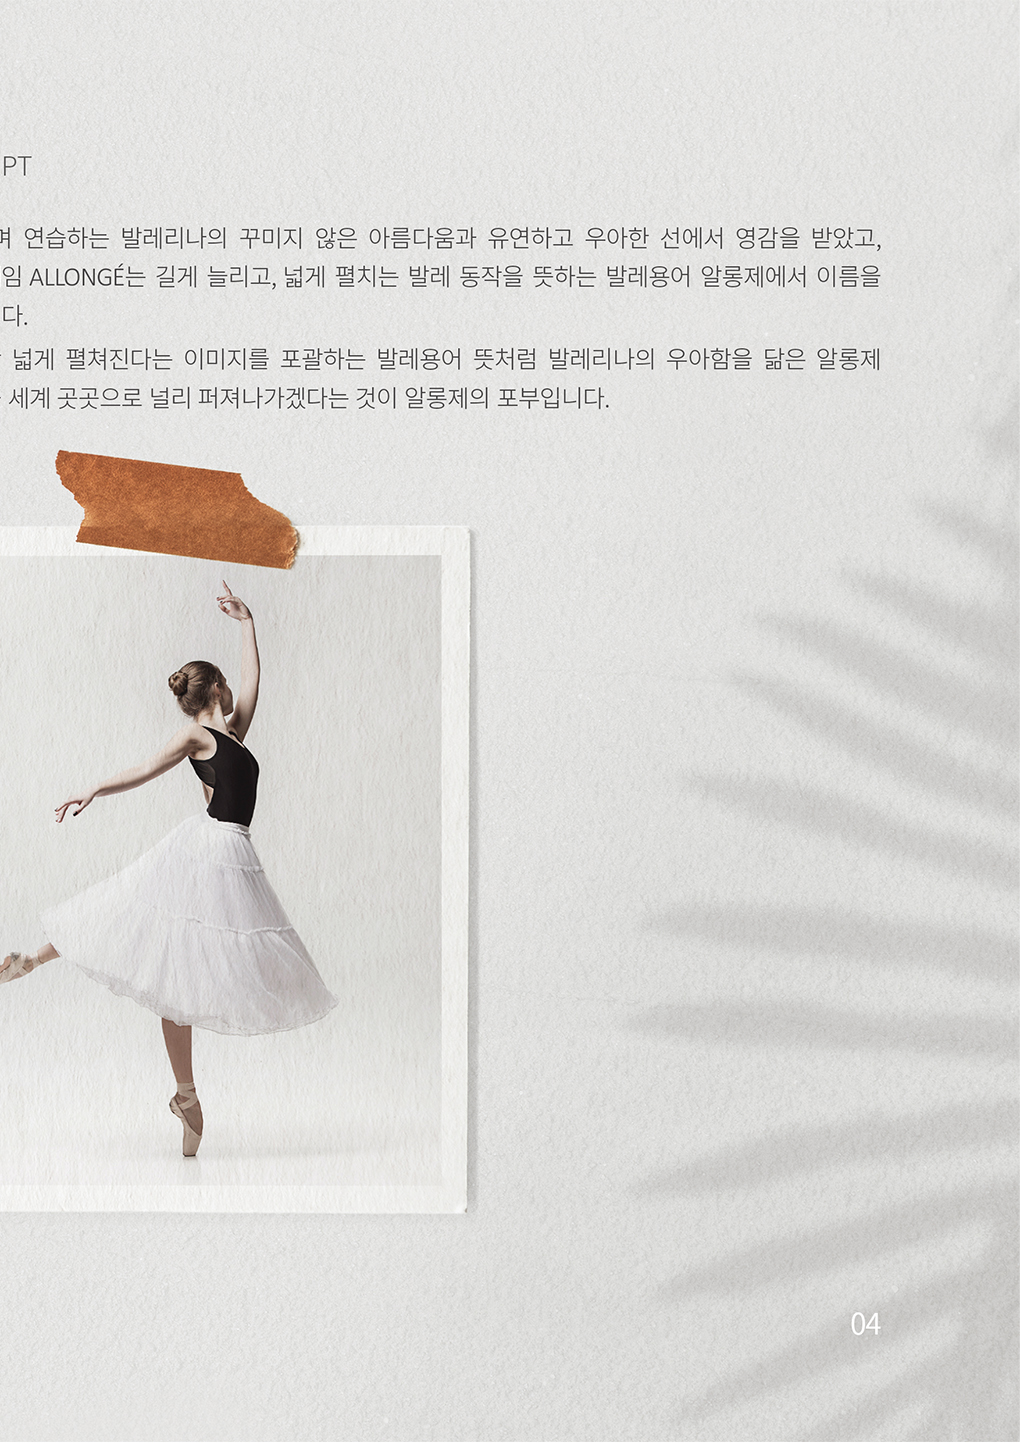 PT
며 연습하는 발레리나의 꾸미지 않은 아름다움과 유연하고 우아한 선에서 영감을 받았고,
임 ALLONGÉ는 길게 늘리고, 넓게 펼치는 발레 동작을 뜻하는 발레용어 알롱제에서 이름을
다.
넓게 펼쳐진다는 이미지를 포괄하는 발레용어 뜻처럼 발레리나의 우아함을 닮은 알롱제
세계 곳곳으로 널리 퍼져나가겠다는 것이 알롱제의 포부입니다.
04